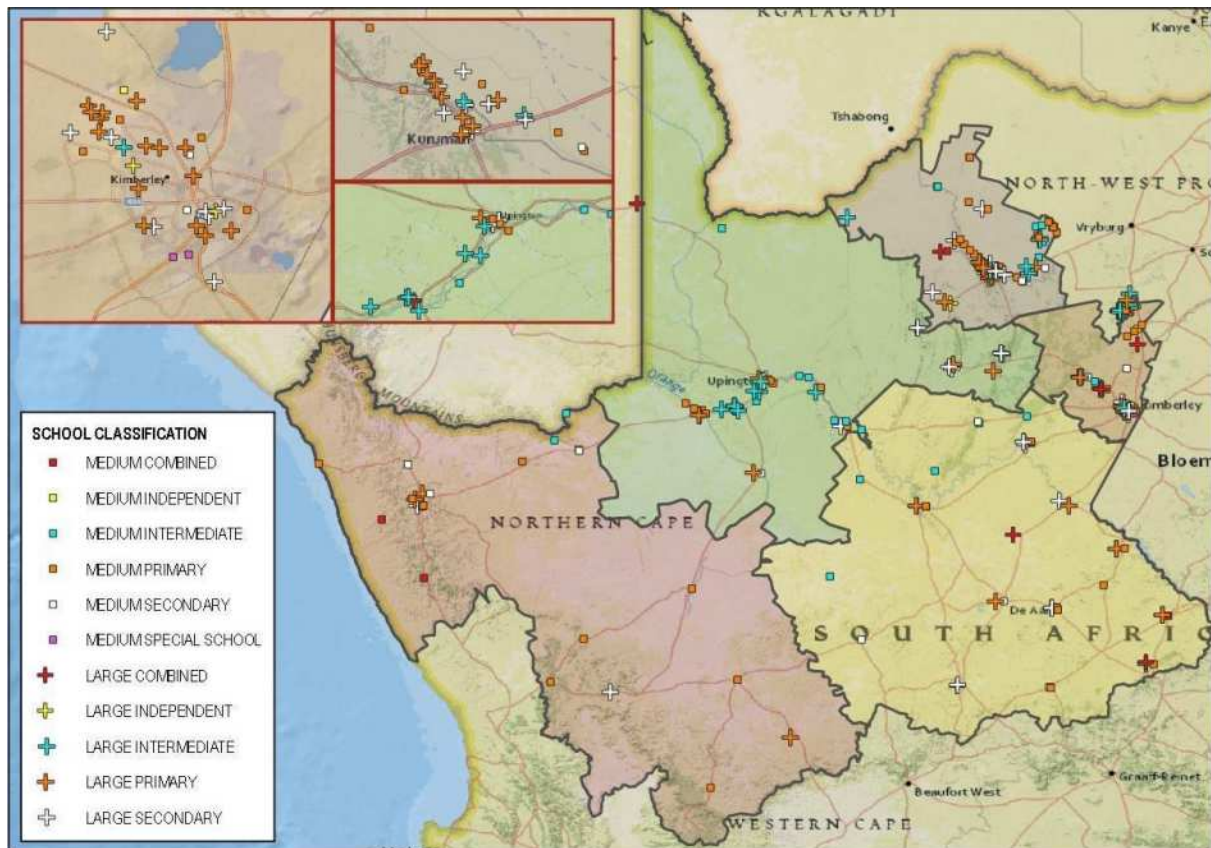 KGALAGADI
Kanye
Tshabong
NORTH-WEST PRO
Vryburg
Kimberley
Kuruman
Upington
MOUNTAINS
Orange
Upington
Kimberley
Bloem
NORTHERN CAPE
De Aar
SOUTH AFRIC
Graaff-Reinet
Beaufort West
WESTERN CAPE
SCHOOL CLASSIFICATION
MEDIUM COMBINED
MEDIUM INDEPENDENT
MEDIUM INTERMEDIATE
MEDIUM PRIMARY
MEDIUM SECONDARY
MEDIUM SPECIAL SCHOOL
LARGE COMBINED
LARGE INDEPENDENT
LARGE INTERMEDIATE
LARGE PRIMARY
LARGE SECONDARY